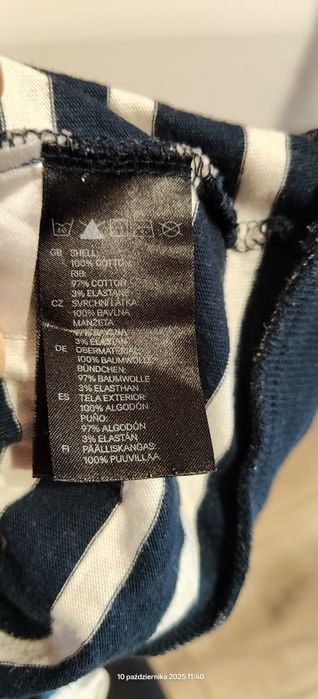 GB SHELL:
100% COTTON
RIB:
97% COTTON
3% ELASTANE
CZ SVRCHNÍ LÁTKA:
100% BAVLNA
MANŽETA
97% BAVLNA
3% ELASTAN
DE OBERMATERIAL:
100% BAUMWOLLE
BÜNDCHEN:
97% BAUMWOLLE
3% ELASTHAN
ES TELA EXTERIOR:
100% ALGODÓN
PUÑO:
97% ALGODÓN
3% ELASTÁN
FI PÄÄLLISKANGAS:
100% PUUVILLAA
10 października 2025 11:40